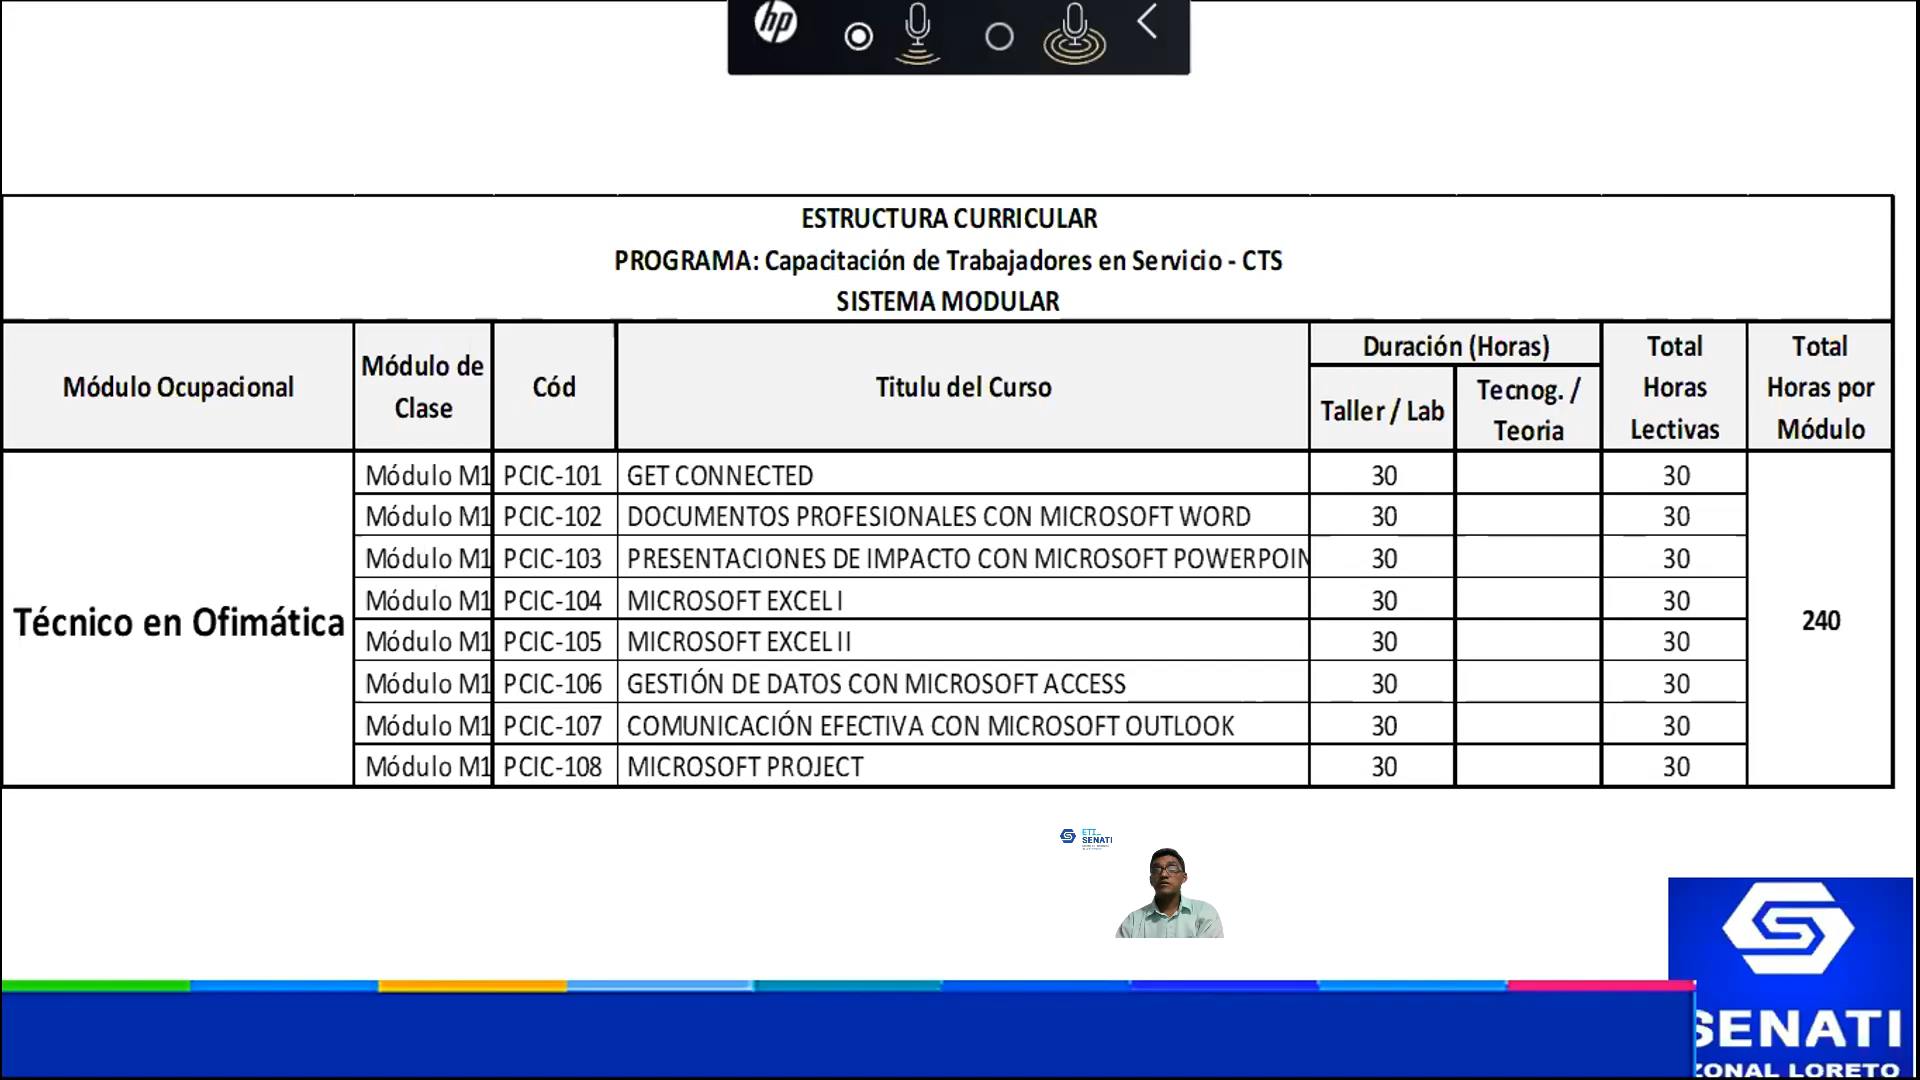 hp
ESTRUCTURA CURRICULAR
PROGRAMA: Capacitación de Trabajadores en Servicio - CTS
SISTEMA MODULAR
Módulo Ocupacional
Módulo de
Clase
Cód
Titulu del Curso
Duración (Horas)
Taller / Lab
Tecnog. /
Teoria
Total
Horas
Lectivas
Total
Horas por
Módulo
Técnico en Ofimática
Módulo M1 PCIC-101 GET CONNECTED 30 30
Módulo M1 PCIC-102 DOCUMENTOS PROFESIONALES CON MICROSOFT WORD 30 30
Módulo M1 PCIC-103 PRESENTACIONES DE IMPACTO CON MICROSOFT POWERPOIN 30 30
Módulo M1 PCIC-104 MICROSOFT EXCEL I 30 30
Módulo M1 PCIC-105 MICROSOFT EXCEL II 30 30
Módulo M1 PCIC-106 GESTIÓN DE DATOS CON MICROSOFT ACCESS 30 30
Módulo M1 PCIC-107 COMUNICACIÓN EFECTIVA CON MICROSOFT OUTLOOK 30 30
Módulo M1 PCIC-108 MICROSOFT PROJECT 30 30
240
ETI_
SENATI
SENATI
ZONAL LORETO